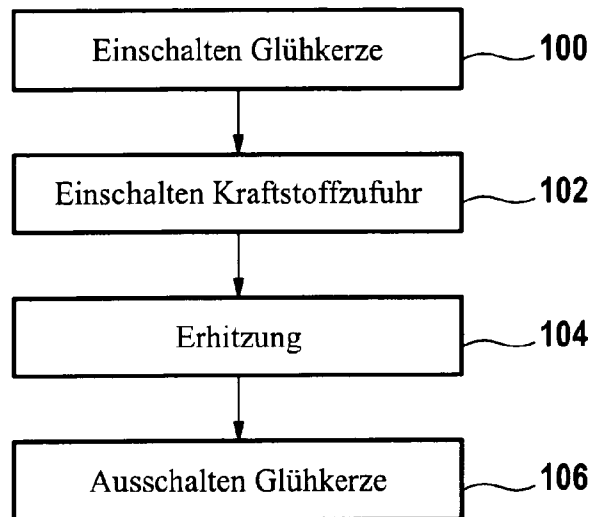 Einschalten Glühkerze 100
Einschalten Kraftstoffzufuhr 102
Erhitzung 104
Ausschalten Glühkerze 106